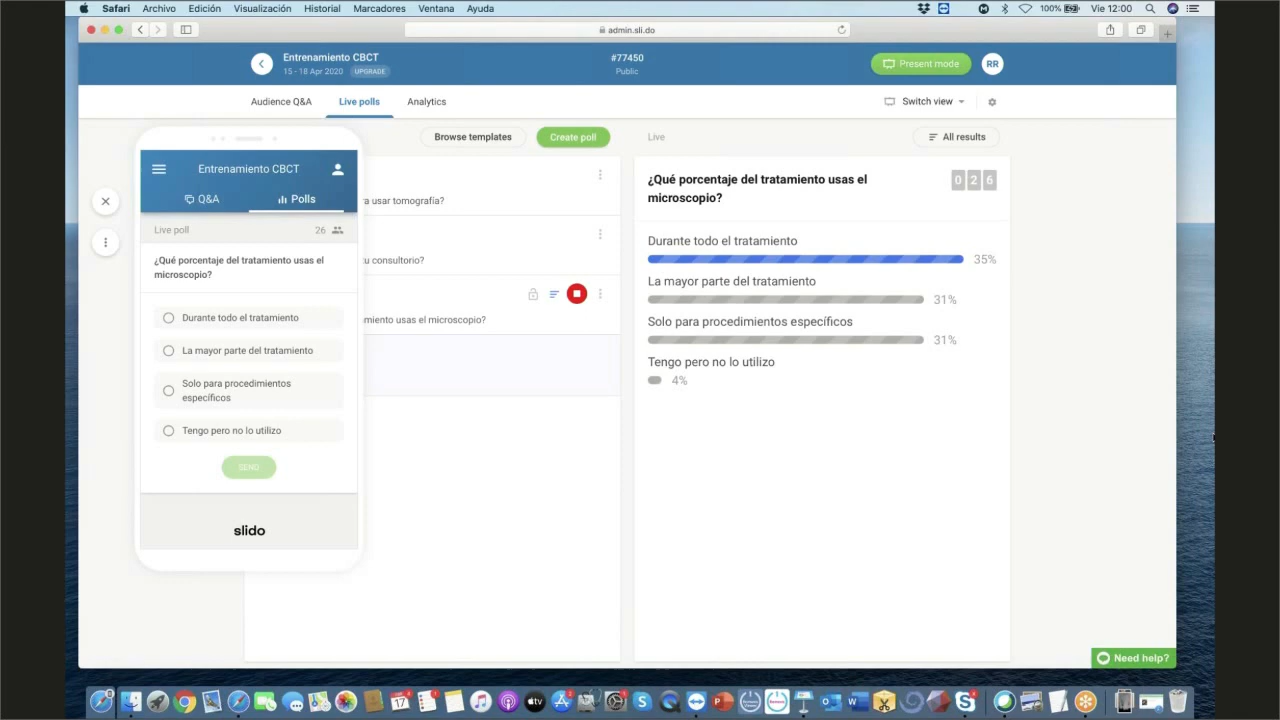 Safari Archivo Edición Visualización Historial Marcadores Ventana Ayuda
100% Vie 12:00
admin.sli.do
Entrenamiento CBCT
15 - 18 Apr 2020 UPGRADE
#77450
Public
Present mode
RR
Audience Q&A Live polls Analytics
Switch view
Browse templates Create poll
Live
All results
Entrenamiento CBCT
Q&A Polls
Live poll 26
¿Qué porcentaje del tratamiento usas el
microscopio?
Durante todo el tratamiento
La mayor parte del tratamiento
Solo para procedimientos
específicos
Tengo pero no lo utilizo
SEND
slido
usar tomografía?
consultorio?
usas el microscopio?
¿Qué porcentaje del tratamiento usas el
microscopio?
0 2 6
Durante todo el tratamiento
35%
La mayor parte del tratamiento
31%
Solo para procedimientos específicos
31%
Tengo pero no lo utilizo
4%
Need help?
17